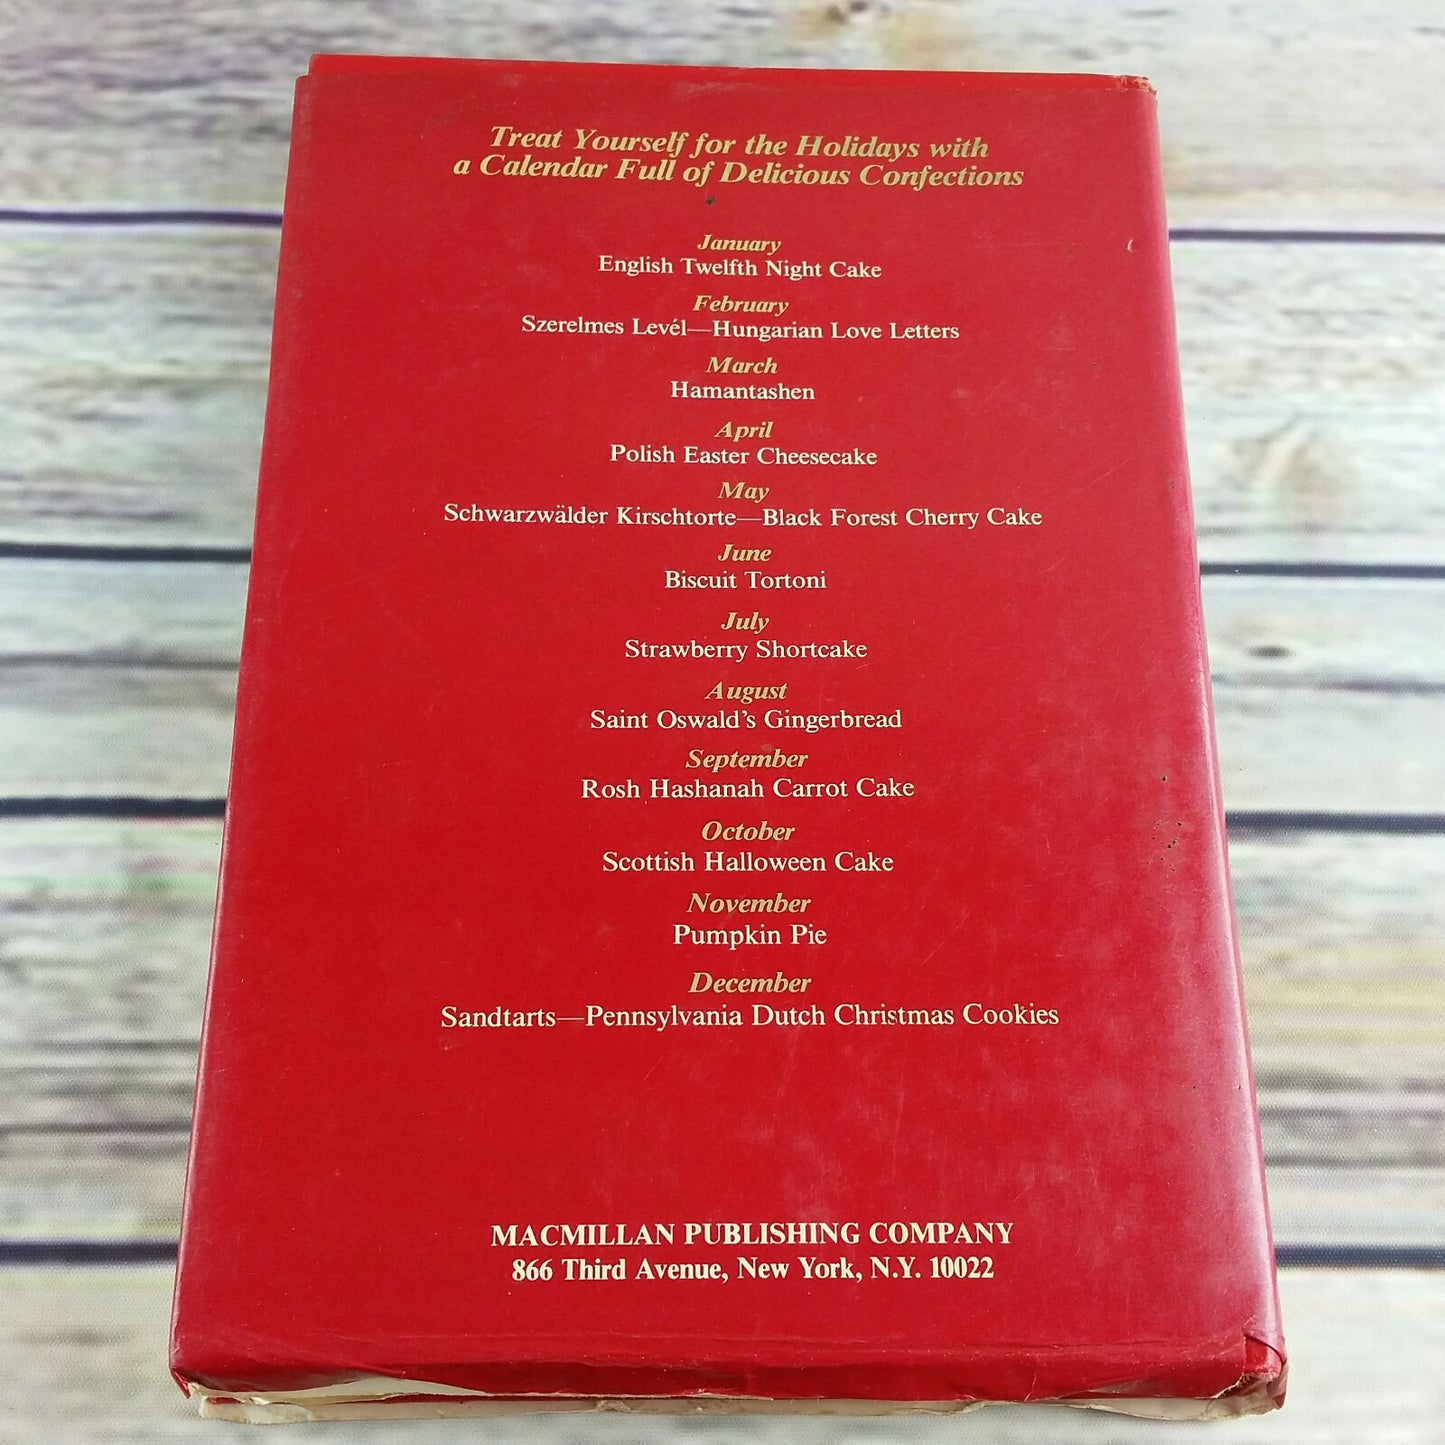 Treat Yourself for the Holidays with
a Calendar Full of Delicious Confections
January
English Twelfth Night Cake
February
Szerelmes Levél—Hungarian Love Letters
March
Hamantashen
April
Polish Easter Cheesecake
May
Schwarzwälder Kirschtorte—Black Forest Cherry Cake
June
Biscuit Tortoni
July
Strawberry Shortcake
August
Saint Oswald's Gingerbread
September
Rosh Hashanah Carrot Cake
October
Scottish Halloween Cake
November
Pumpkin Pie
December
Sandtarts—Pennsylvania Dutch Christmas Cookies
MACMILLAN PUBLISHING COMPANY
866 Third Avenue, New York, N.Y. 10022